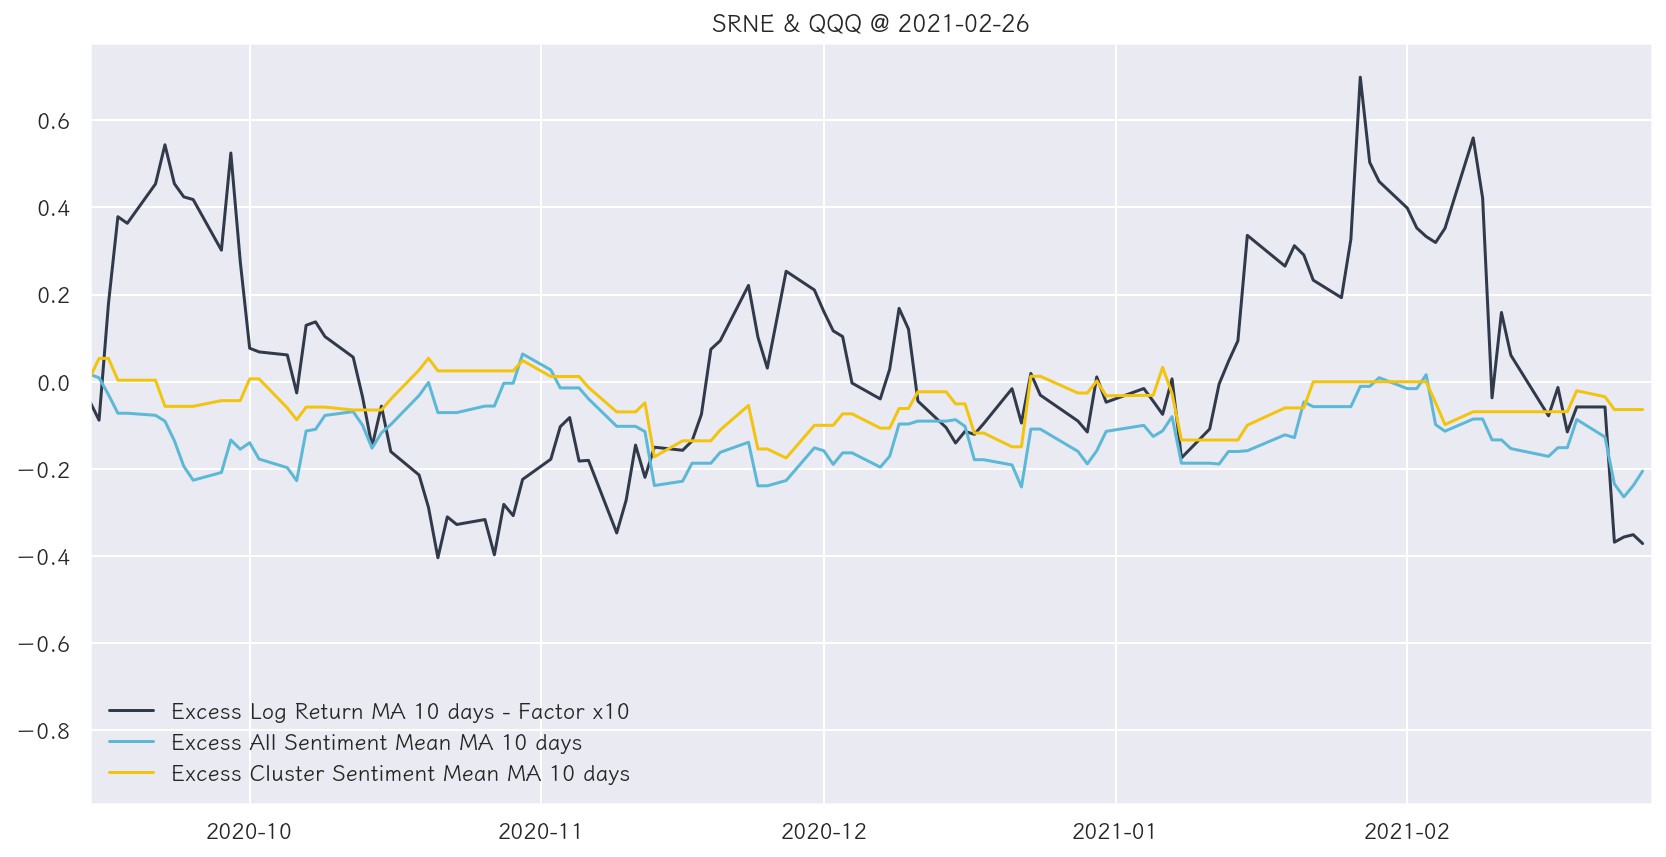 SRNE & QQQ @ 2021-02-26
0.6
0.4
0.2
0.0
−0.2
−0.4
−0.6
−0.8
Excess Log Return MA 10 days - Factor x10
Excess All Sentiment Mean MA 10 days
Excess Cluster Sentiment Mean MA 10 days
2020-10 2020-11 2020-12 2021-01 2021-02